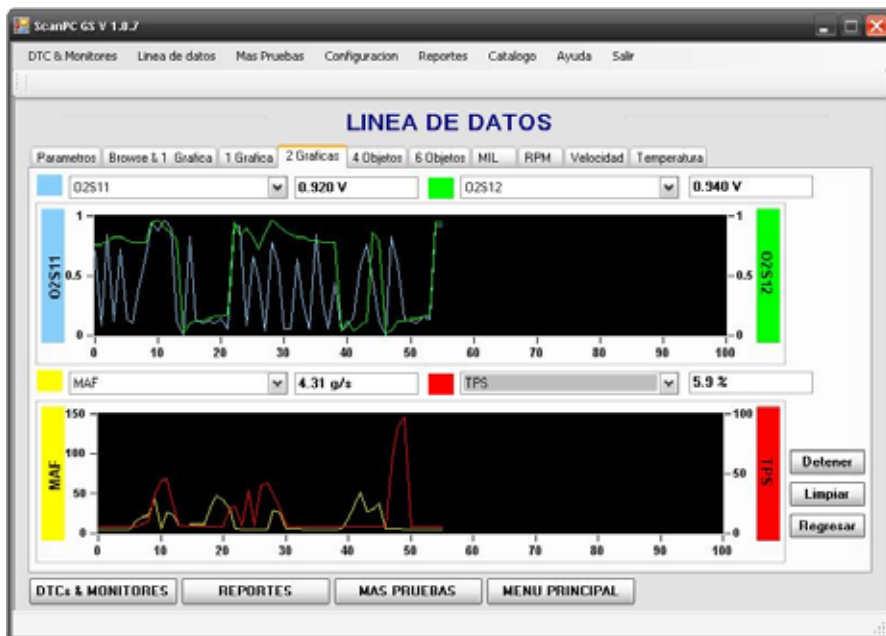 ScanPC GS V 1.0.7
DTC & Monitores Linea de datos Mas Pruebas Configuracion Reportes Catalogo Ayuda Salir
LINEA DE DATOS
Parametros Browse & 1 Grafica 1 Grafica 2 Graficas 4 Objetos 6 Objetos MIL RPM Velocidad Temperatura
O2S11 0.920 V O2S12 0.940 V
O2S11
1 0.5 0
1 0.5 0
O2S12
0 10 20 30 40 50 60 70 80 90 100
MAF 4.31 g/s TPS 5.9 %
MAF
150 100 50 0
100 50 0
TPS
0 10 20 30 40 50 60 70 80 90 100
Detener
Limpiar
Regresar
DTCs & MONITORES REPORTES MAS PRUEBAS MENU PRINCIPAL